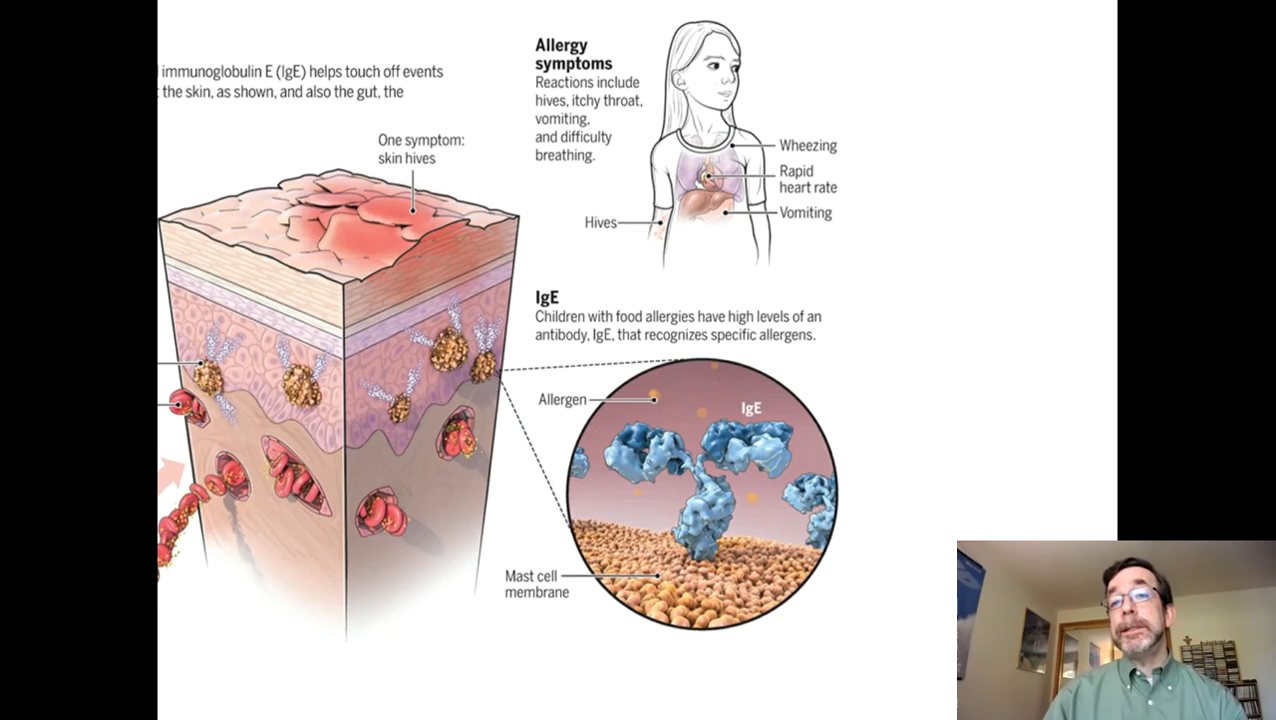 immunoglobulin E (IgE) helps touch off events
the skin, as shown, and also the gut, the
One symptom:
skin hives
Allergy
symptoms
Reactions include
hives, itchy throat,
vomiting,
and difficulty
breathing.
Wheezing
Rapid
heart rate
Vomiting
Hives
IgE
Children with food allergies have high levels of an
antibody, IgE, that recognizes specific allergens.
Allergen
IgE
Mast cell
membrane